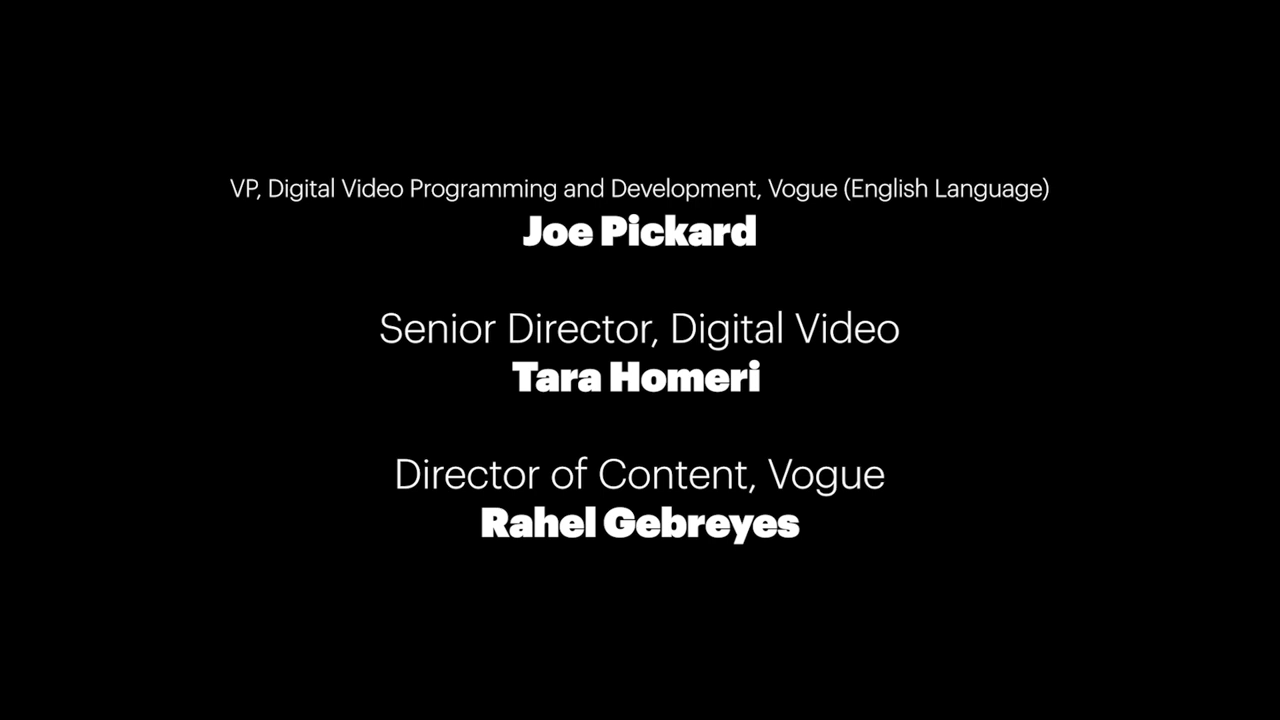 VP, Digital Video Programming and Development, Vogue (English Language)
Joe Pickard
Senior Director, Digital Video
Tara Homeri
Director of Content, Vogue
Rahel Gebreyes